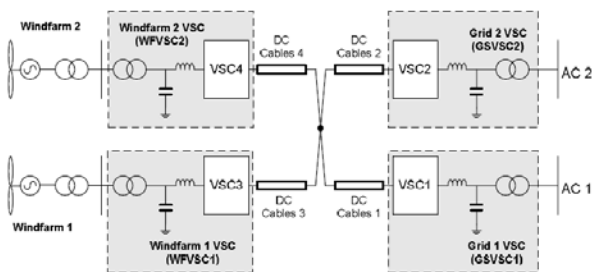 Windfarm 2
Windfarm 2 VSC
(WFVSC2)
VSC4
DC
Cables 4
DC
Cables 2
VSC2
Grid 2 VSC
(GSVSC2)
AC 2
VSC3
DC
Cables 3
DC
Cables 1
VSC1
AC 1
Windfarm 1
Windfarm 1 VSC
(WFVSC1)
Grid 1 VSC
(GSVSC1)